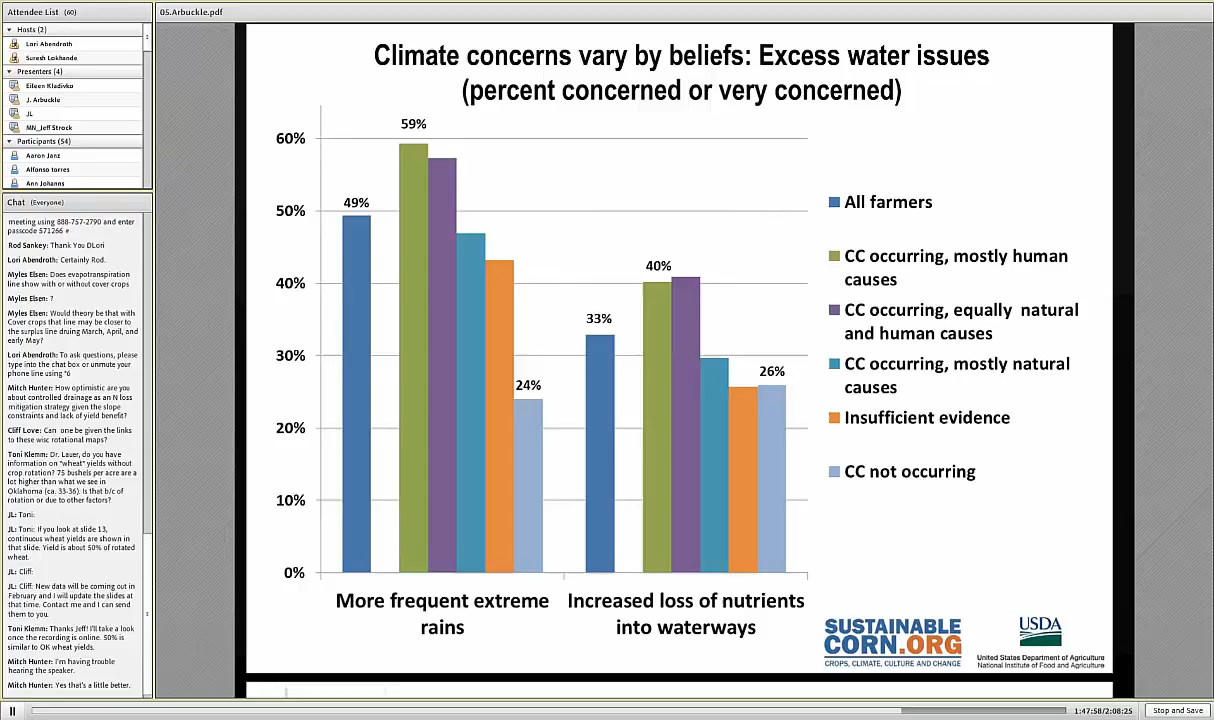 Attendee List (60)
Hosts (2)
Lori Abendroth
Suresh Lokhande
Presenters (4)
Eileen Kladivko
J. Arbuckle
JL
MN_Jeff Strock
Participants (54)
Aaron Janz
Alfonso torres
Ann Johanns
Chat (Everyone)
meeting using 888-757-2790 and enter
passcode 571266 #
Rod Sankey: Thank You DLori
Lori Abendroth: Certainly Rod.
Myles Elsen: Does evapotranspiration
line show with or without cover crops
Myles Elsen: ?
Myles Elsen: Would theory be that with
Cover crops that line may be closer to
the surplus line druing March, April, and
early May?
Lori Abendroth: To ask questions, please
type into the chat box or unmute your
phone line using *6
Mitch Hunter: How optimistic are you
about controlled drainage as an N loss
mitigation strategy given the slope
constraints and lack of yield benefit?
Cliff Love: Can one be given the links
to these wisc rotational maps?
Toni Klemm: Dr. Lauer, do you have
information on "wheat" yields without
crop rotation? 75 bushels per acre are a
lot higher than what we see in
Oklahoma (ca. 33-36). Is that b/c of
rotation or due to other factors?
JL: Toni:
JL: Toni: If you look at slide 13,
continuous wheat yields are shown in
that slide. Yield is about 50% of rotated
wheat.
JL: Cliff:
JL: Cliff: New data will be coming out in
February and I will update the slides at
that time. Contact me and I can send
them to you.
Toni Klemm: Thanks Jeff! I'll take a look
once the recording is online. 50% is
similar to OK wheat yields.
Mitch Hunter: I'm having trouble
hearing the speaker.
Mitch Hunter: Yes that's a little better.
05.Arbuckle.pdf
Climate concerns vary by beliefs: Excess water issues
(percent concerned or very concerned)
60%
50%
40%
30%
20%
10%
0%
49%
59%
24%
33%
40%
26%
More frequent extreme
rains
Increased loss of nutrients
into waterways
All farmers
CC occurring, mostly human
causes
CC occurring, equally natural
and human causes
CC occurring, mostly natural
causes
Insufficient evidence
CC not occurring
SUSTAINABLE
CORN.ORG
CROPS, CLIMATE, CULTURE AND CHANGE
USDA
United States Department of Agriculture
National Institute of Food and Agriculture
1:47:58/2:08:25
Stop and Save